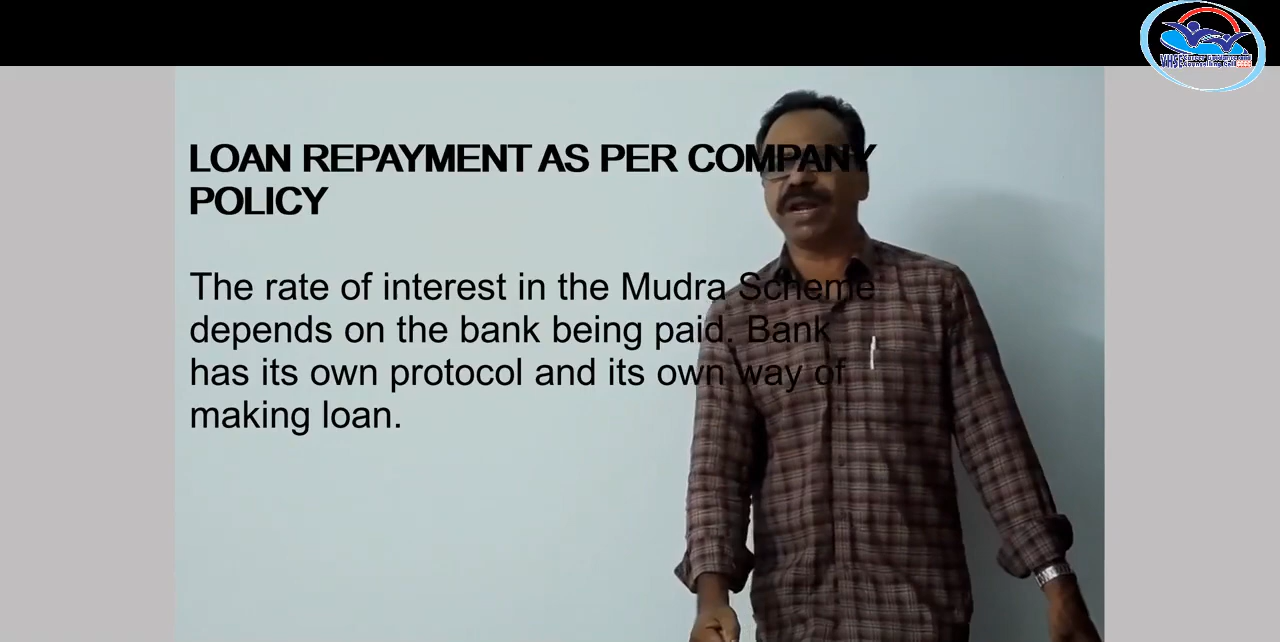 LOAN REPAYMENT AS PER COMPANY
POLICY
The rate of interest in the Mudra Scheme
depends on the bank being paid. Bank
has its own protocol and its own way of
making loan.